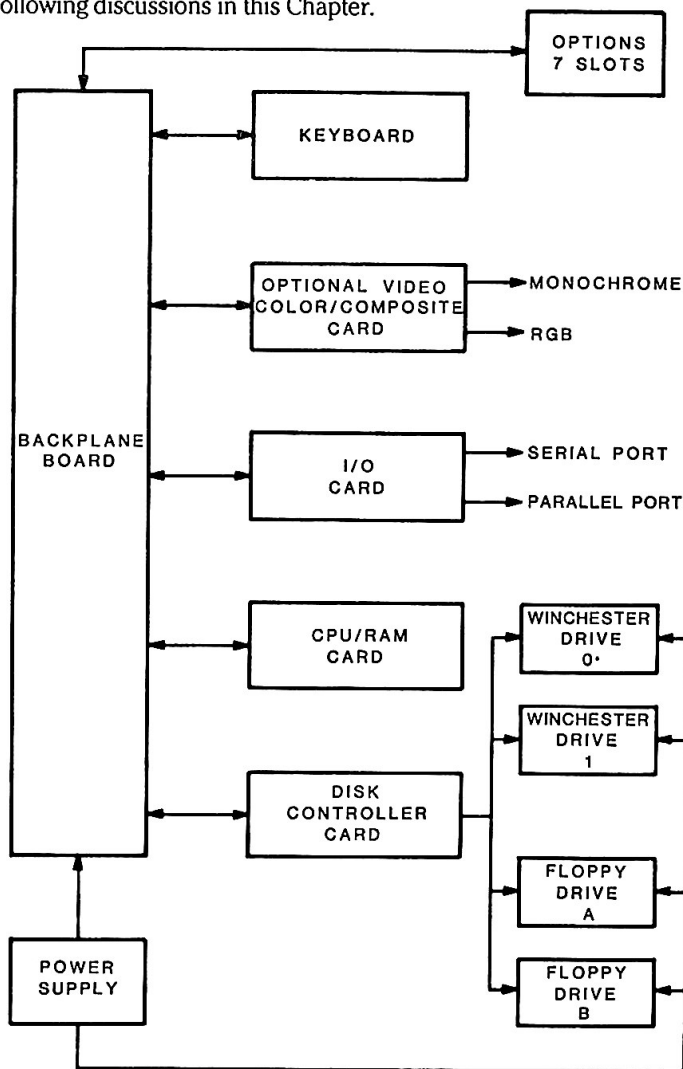 ollowing discussions in this Chapter.
OPTIONS
7 SLOTS
KEYBOARD
OPTIONAL VIDEO
COLOR/COMPOSITE
CARD
MONOCHROME
RGB
BACKPLANE
BOARD
I/O
CARD
SERIAL PORT
PARALLEL PORT
CPU/RAM
CARD
WINCHESTER
DRIVE
0*
WINCHESTER
DRIVE
1
DISK
CONTROLLER
CARD
FLOPPY
DRIVE
A
POWER
SUPPLY
FLOPPY
DRIVE
B